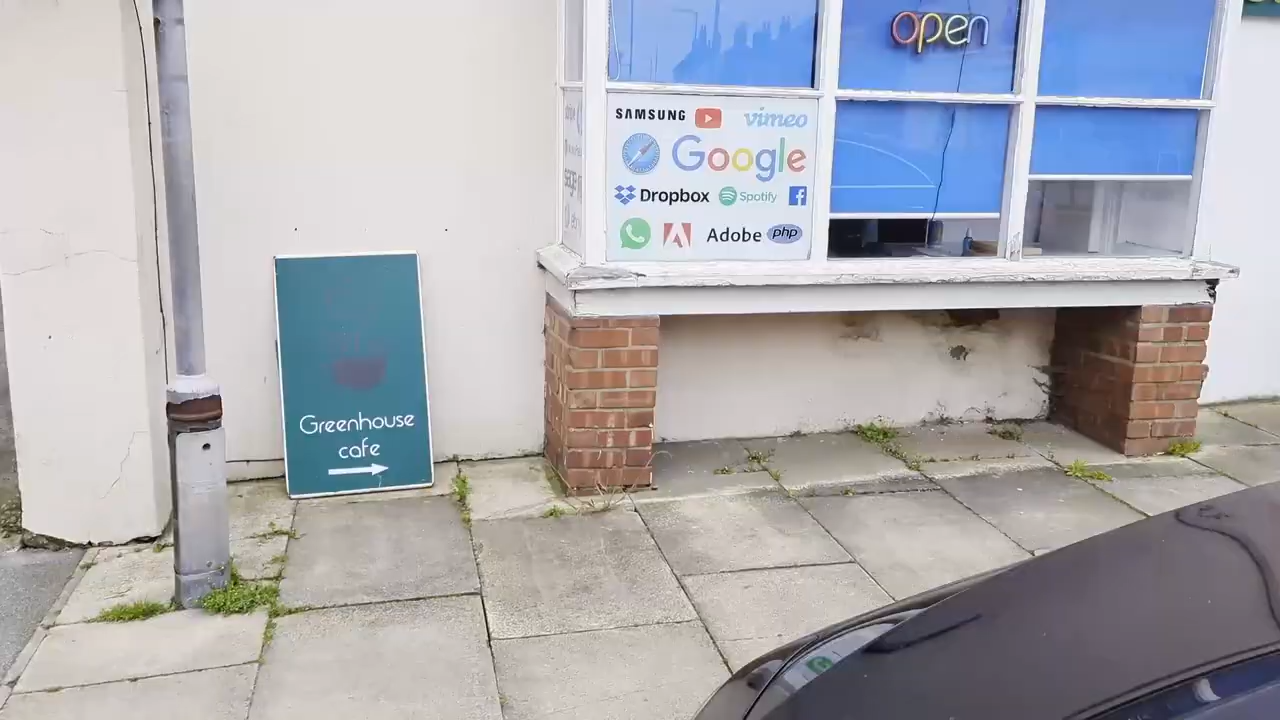 open
SAMSUNG vimeo
Google
Dropbox Spotify f
Adobe php
Greenhouse
cafe